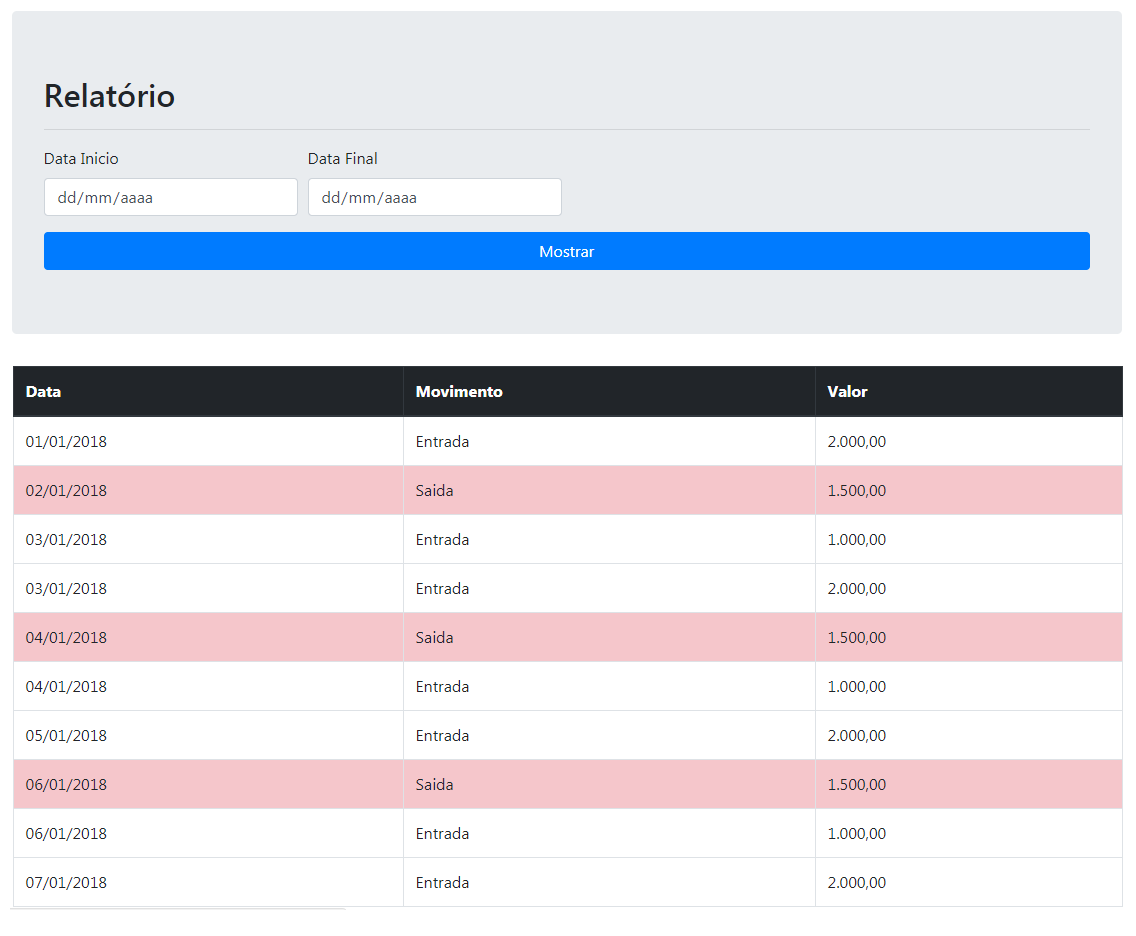 Relatório
Data Inicio Data Final
dd/mm/aaaa dd/mm/aaaa
Mostrar
Data Movimento Valor
01/01/2018 Entrada 2.000,00
02/01/2018 Saida 1.500,00
03/01/2018 Entrada 1.000,00
03/01/2018 Entrada 2.000,00
04/01/2018 Saida 1.500,00
04/01/2018 Entrada 1.000,00
05/01/2018 Entrada 2.000,00
06/01/2018 Saida 1.500,00
06/01/2018 Entrada 1.000,00
07/01/2018 Entrada 2.000,00